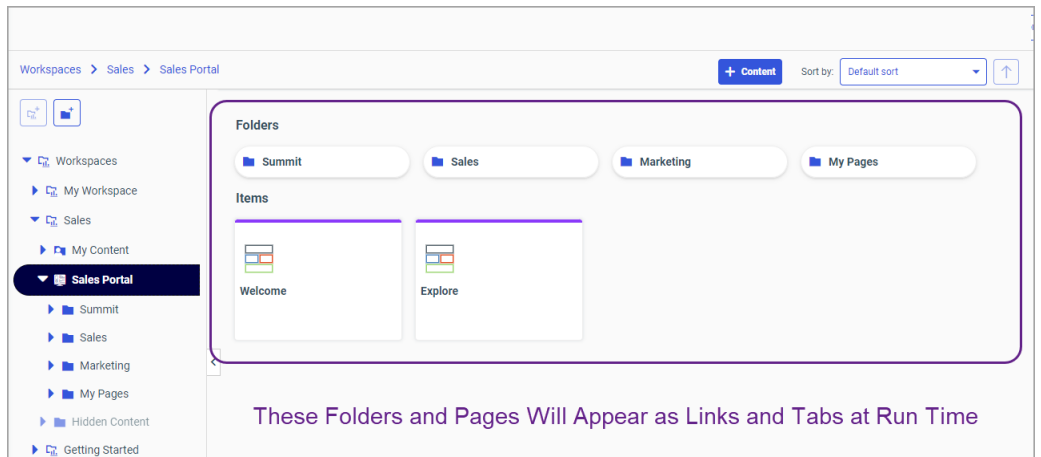 Workspaces > Sales > Sales Portal
+ Content
Sort by:
Default sort
Workspaces
My Workspace
Sales
My Content
Sales Portal
Summit
Sales
Marketing
My Pages
Hidden Content
Getting Started
Folders
Summit
Sales
Marketing
My Pages
Items
Welcome
Explore
These Folders and Pages Will Appear as Links and Tabs at Run Time